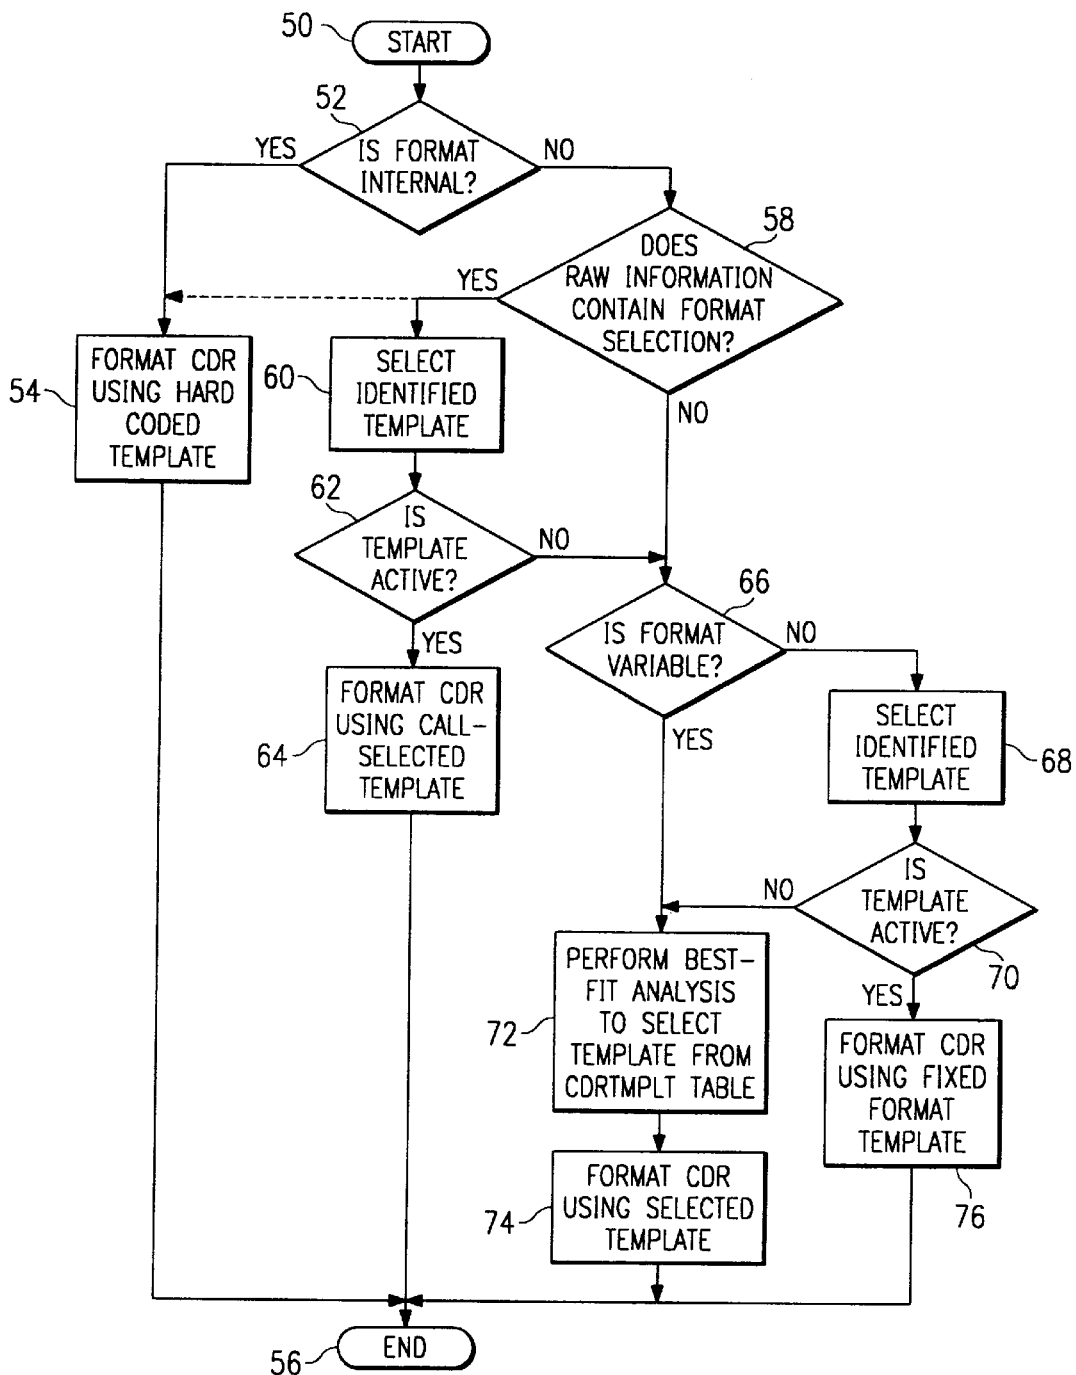 50
START
52
YES
IS FORMAT
INTERNAL?
NO
58
DOES
RAW INFORMATION
CONTAIN FORMAT
SELECTION?
YES
NO
54
FORMAT CDR
USING HARD
CODED
TEMPLATE
60
SELECT
IDENTIFIED
TEMPLATE
62
IS
TEMPLATE
ACTIVE?
NO
YES
64
FORMAT CDR
USING CALL-
SELECTED
TEMPLATE
66
IS FORMAT
VARIABLE?
NO
YES
SELECT
IDENTIFIED
TEMPLATE
68
IS
TEMPLATE
ACTIVE?
NO
70
YES
72
PERFORM BEST-
FIT ANALYSIS
TO SELECT
TEMPLATE FROM
CDRTMPLT TABLE
FORMAT CDR
USING FIXED
FORMAT
TEMPLATE
76
74
FORMAT CDR
USING SELECTED
TEMPLATE
56
END